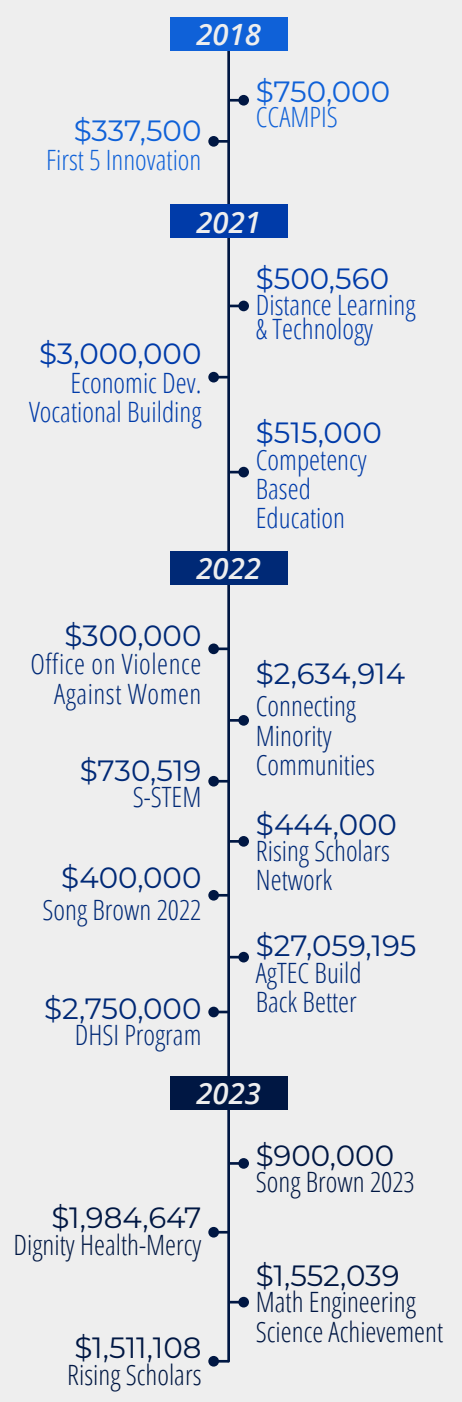 2018
$750,000
CCAMPIS
$337,500
First 5 Innovation
2021
$500,560
Distance Learning
& Technology
$3,000,000
Economic Dev.
Vocational Building
$515,000
Competency
Based
Education
2022
$300,000
Office on Violence
Against Women
$2,634,914
Connecting
Minority
Communities
$730,519
S-STEM
$444,000
Rising Scholars
Network
$400,000
Song Brown 2022
$27,059,195
AgTEC Build
Back Better
$2,750,000
DHSI Program
2023
$900,000
Song Brown 2023
$1,984,647
Dignity Health-Mercy
$1,552,039
Math Engineering
Science Achievement
$1,511,108
Rising Scholars